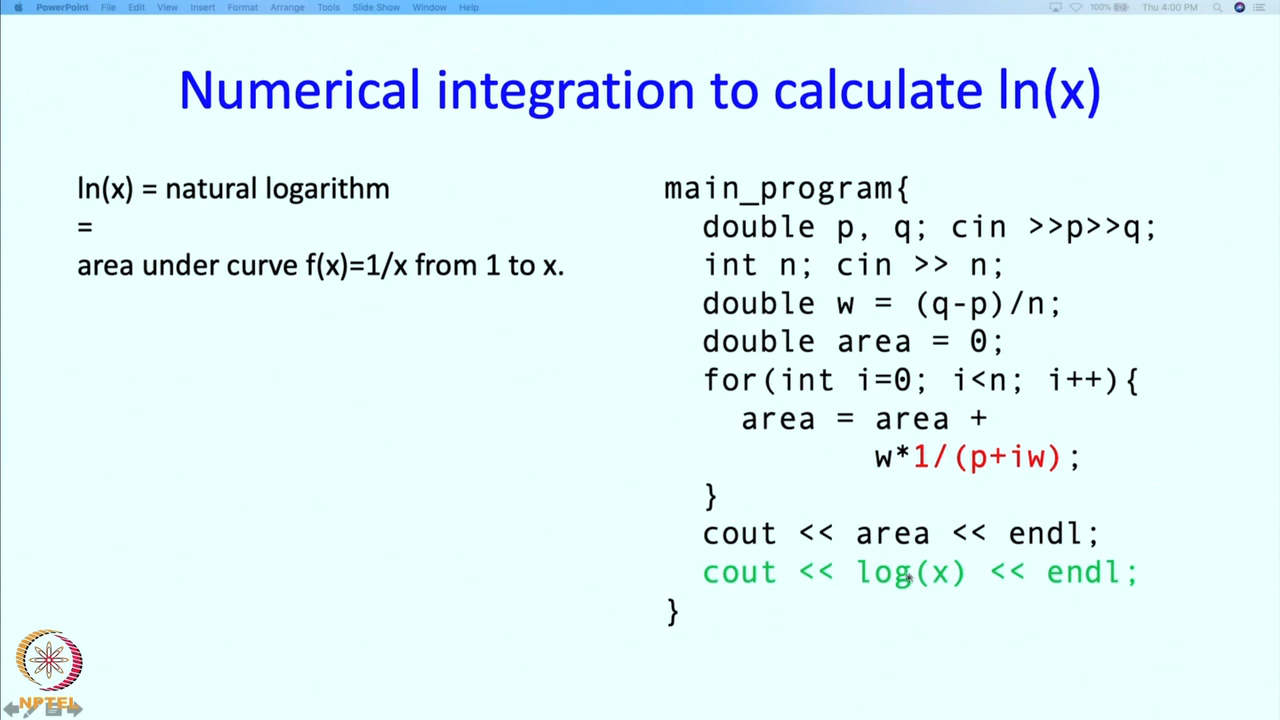 PowerPoint File Edit View Insert Format Arrange Tools Slide Show Window Help 100% Thu 4:00 PM
Numerical integration to calculate ln(x)
ln(x) = natural logarithm
=
area under curve f(x)=1/x from 1 to x.
main_program{
double p, q; cin >>p>>q;
int n; cin >> n;
double w = (q-p)/n;
double area = 0;
for(int i=0; i<n; i++){
area = area +
w*1/(p+iw);
}
cout << area << endl;
cout << log(x) << endl;
}
NPTEL